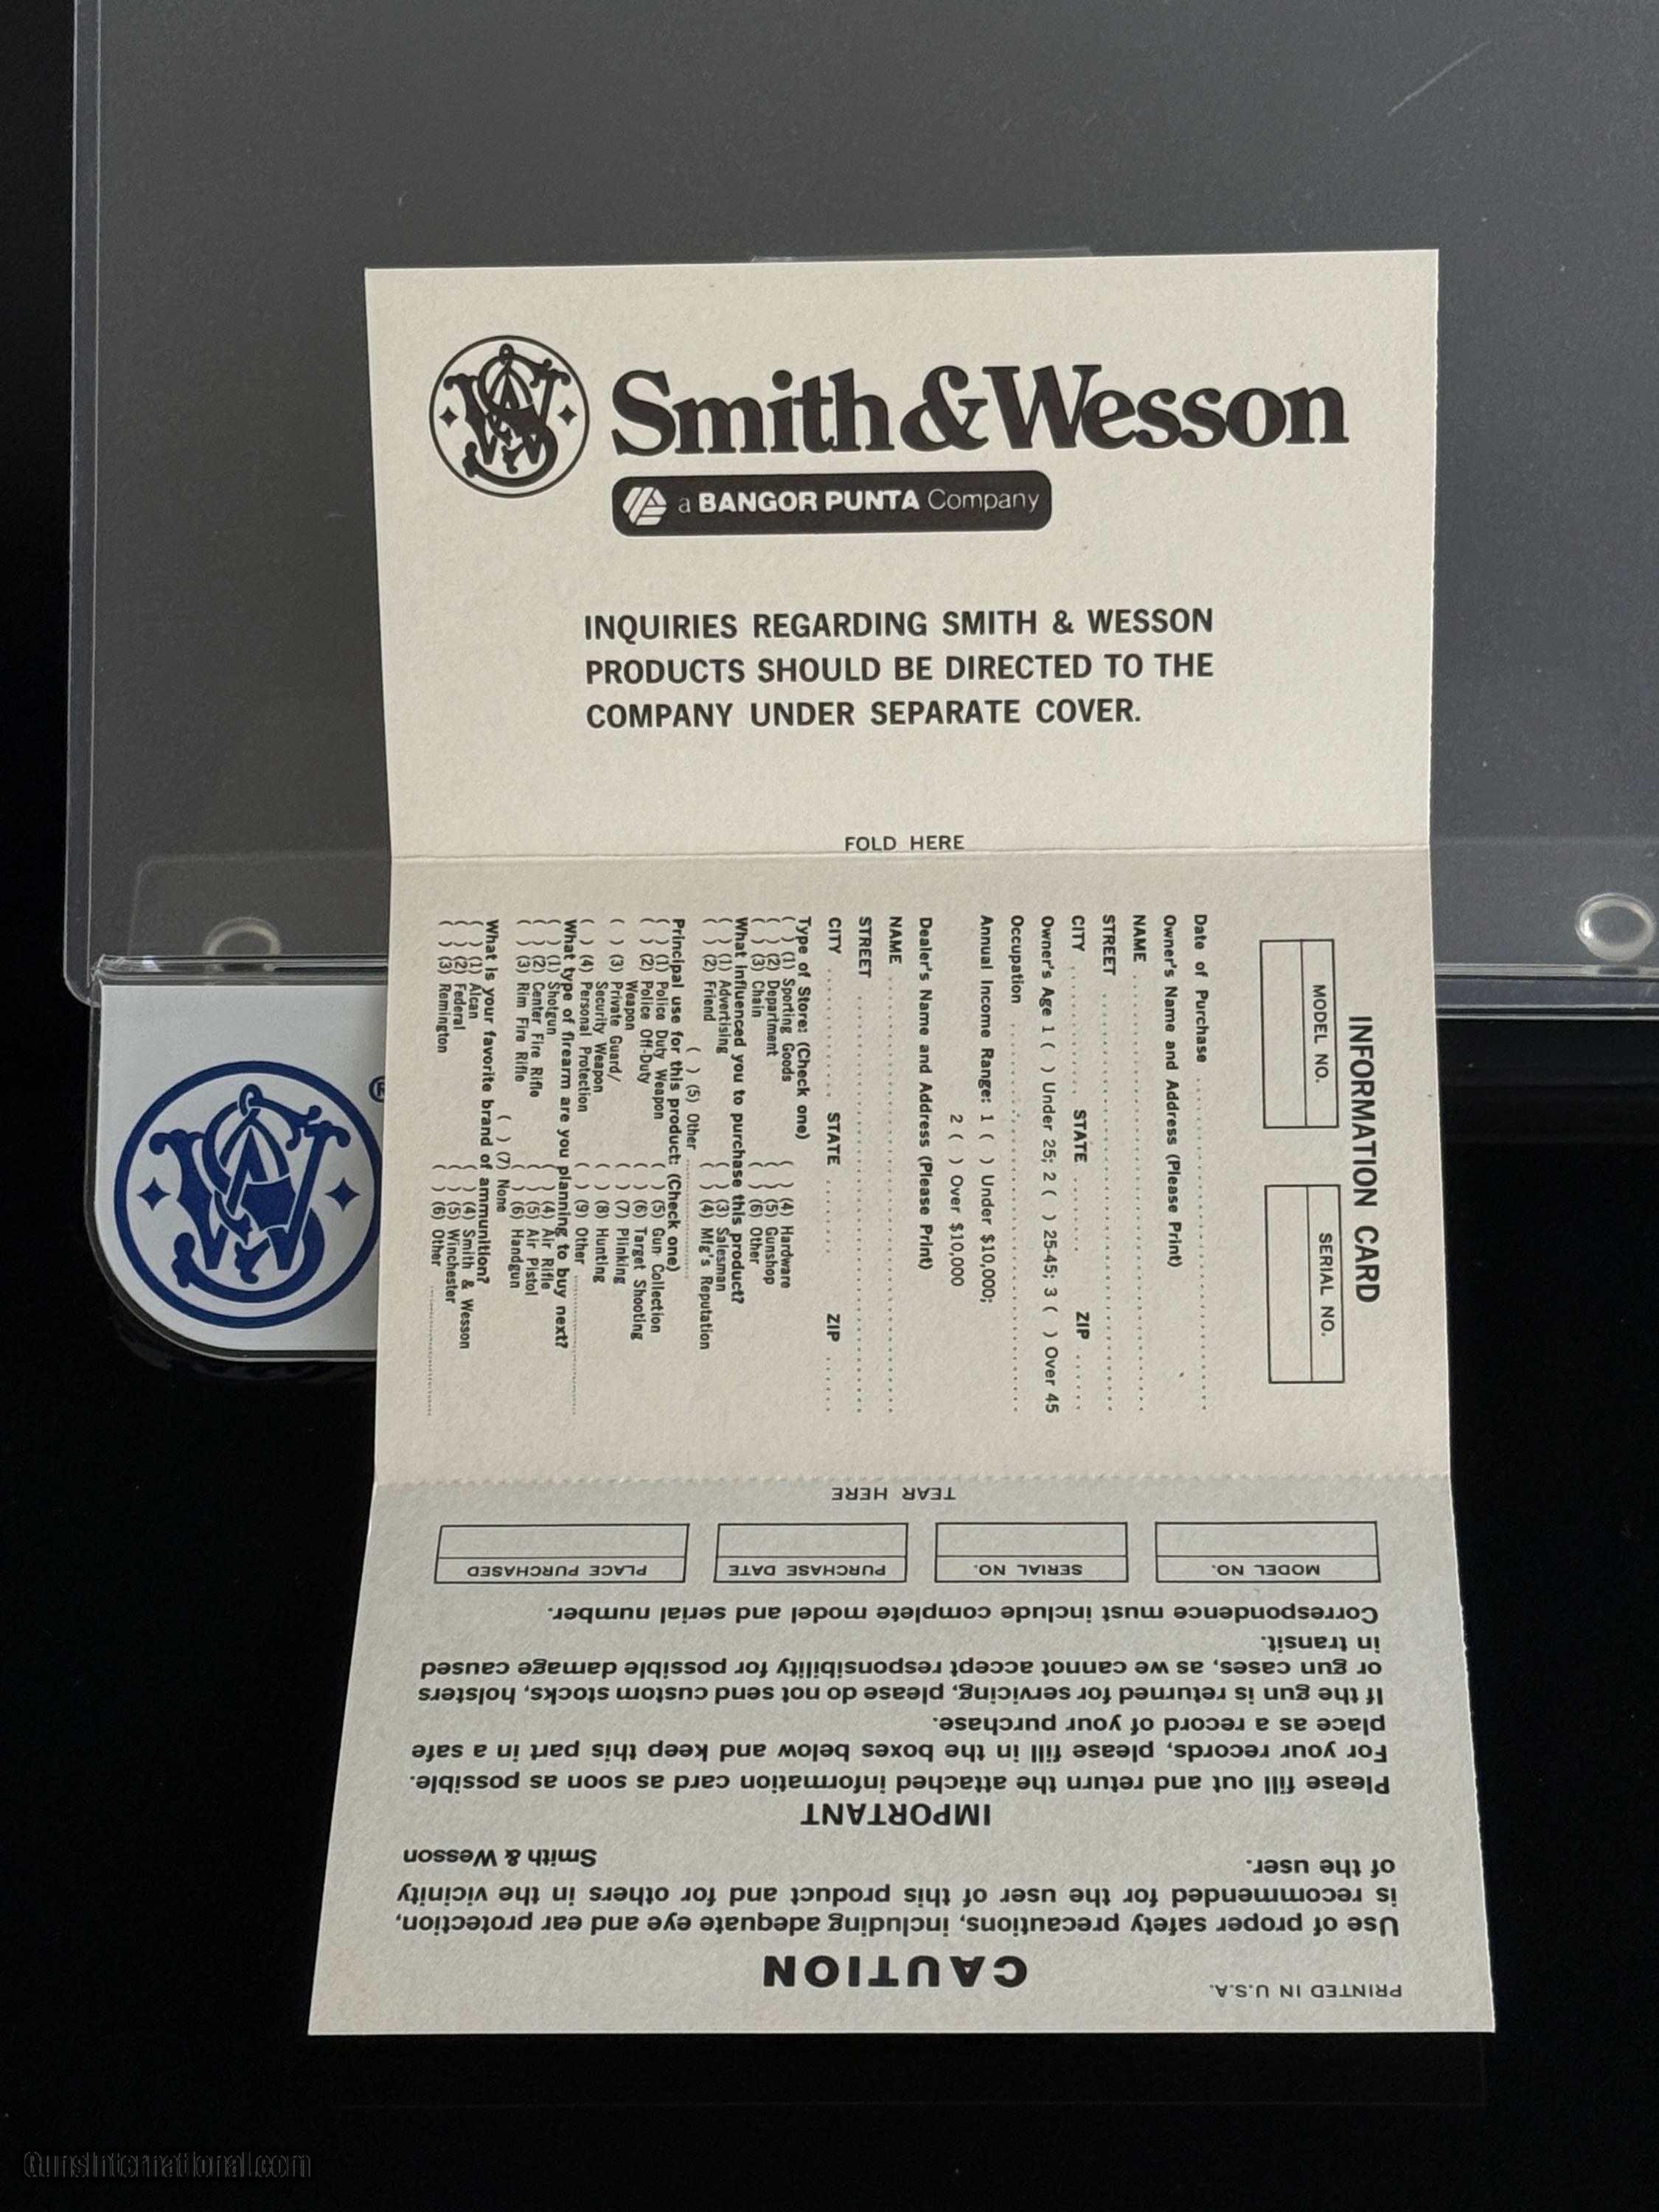 Smith & Wesson
a BANGOR PUNTA Company
INQUIRIES REGARDING SMITH & WESSON
PRODUCTS SHOULD BE DIRECTED TO THE
COMPANY UNDER SEPARATE COVER.
FOLD HERE
INFORMATION CARD
MODEL NO.
SERIAL NO.
Date of Purchase
Owner's Name and Address (Please Print)
NAME
STREET
CITY STATE ZIP
Owner's Age 1 ( ) Under 25; 2 ( ) 25-45; 3 ( ) Over 45
Occupation
Annual Income Range: 1 ( ) Under $10,000;
2 ( ) Over $10,000
Dealer's Name and Address (Please Print)
NAME
STREET
CITY STATE ZIP
Type of Store: (Check one)
( ) (1) Sporting Goods ( ) (4) Hardware
( ) (2) Department ( ) (5) Gunshop
( ) (3) Chain ( ) (6) Other
What influenced you to purchase this product?
( ) (1) Advertising ( ) (3) Salesman
( ) (2) Friend ( ) (4) Mfg's Reputation
( ) (5) Other
Principal use for this product: (Check one)
( ) (1) Police Duty Weapon ( ) (5) Gun Collection
( ) (2) Police Off-Duty ( ) (6) Target Shooting
Weapon
( ) (3) Private Guard/ ( ) (7) Plinking
Security Weapon ( ) (8) Hunting
( ) (4) Personal Protection ( ) (9) Other
What type of firearm are you planning to buy next?
( ) (1) Shotgun ( ) (4) Air Rifle
( ) (2) Center Fire Rifle ( ) (5) Air Pistol
( ) (3) Rim Fire Rifle ( ) (6) Handgun
( ) (7) None
What is your favorite brand of ammunition?
( ) (1) Alcan ( ) (4) Smith & Wesson
( ) (2) Federal ( ) (5) Winchester
( ) (3) Remington ( ) (6) Other
TEAR HERE
PRINTED IN U.S.A.
CAUTION
Use of proper safety precautions, including adequate eye and ear protection,
is recommended for the user of this product and for others in the vicinity
of the user.
Smith & Wesson
IMPORTANT
Please fill out and return the attached information card as soon as possible.
For your records, please fill in the boxes below and keep this part in a safe
place as a record of your purchase.
If the gun is returned for servicing, please do not send custom stocks, holsters
or gun cases, as we cannot accept responsibility for possible damage caused
in transit.
Correspondence must include complete model and serial number.
MODEL NO. SERIAL NO. PURCHASE DATE PLACE PURCHASED
GunsInternational.com